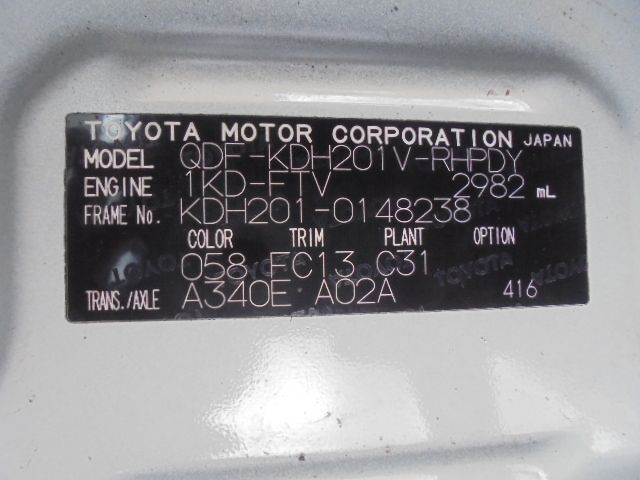 TOYOTA MOTOR CORPORATION JAPAN
MODEL QDF-KDH201V-RHPDY
ENGINE 1KD-FTV 2982 mL
FRAME No. KDH201-0148238
COLOR TRIM PLANT OPTION
058 FC13 C31
TRANS./AXLE A340E A02A 416